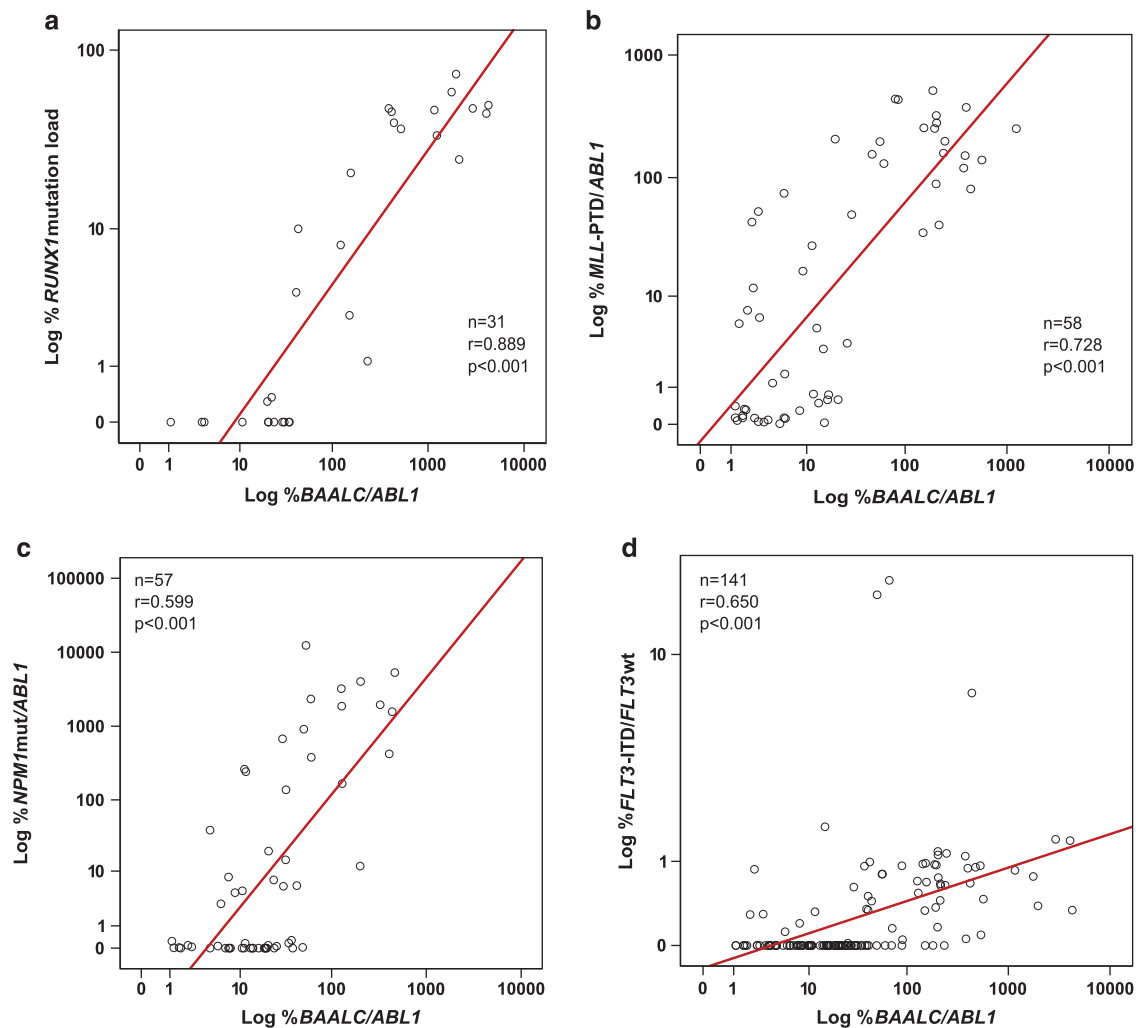 a
Log % RUNX1mutation load
100
10
1
0
n=31
r=0.889
p<0.001
0 1 10 100 1000 10000
Log %BAALC/ABL1
b
Log % MLL-PTD/ABL1
1000
100
10
1
0
n=58
r=0.728
p<0.001
0 1 10 100 1000 10000
Log %BAALC/ABL1
c
Log % NPM1mut/ABL1
100000
10000
1000
100
10
1
0
n=57
r=0.599
p<0.001
0 1 10 100 1000 10000
Log %BAALC/ABL1
d
Log %FLT3-ITD/FLT3wt
10
1
0
n=141
r=0.650
p<0.001
0 1 10 100 1000 10000
Log %BAALC/ABL1